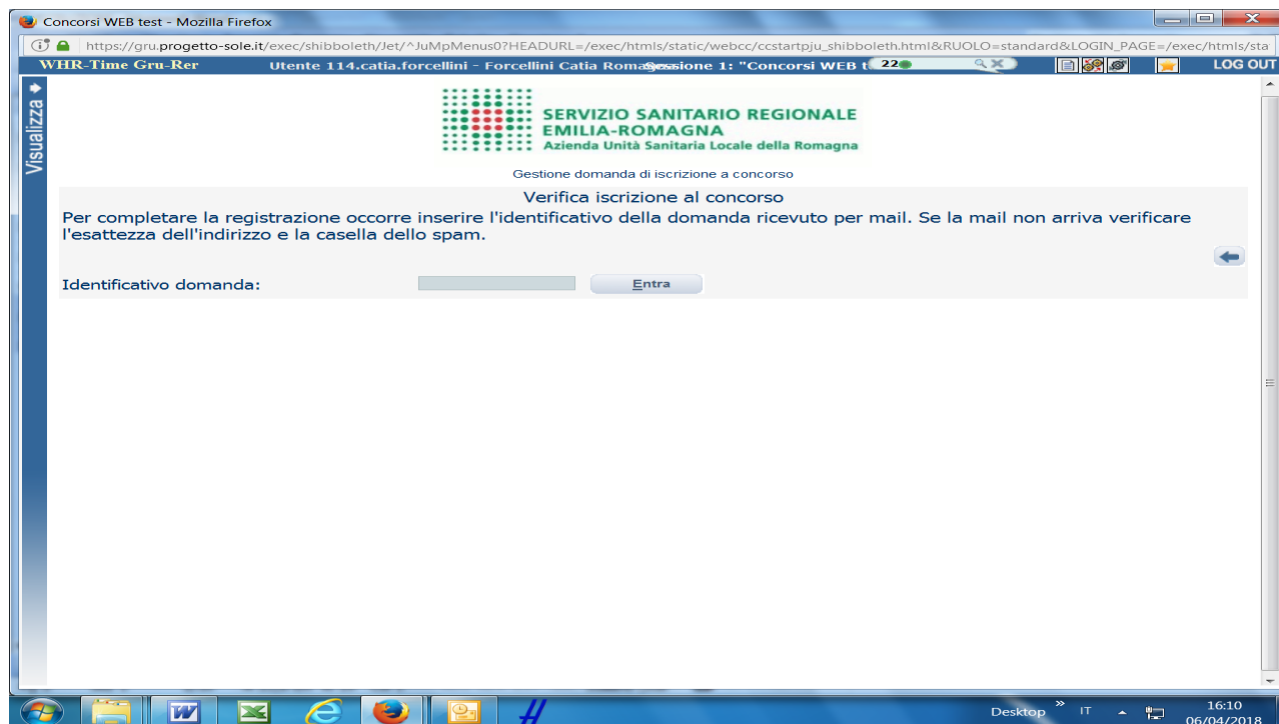 Concorsi WEB test - Mozilla Firefox
https://gru.progetto-sole.it/exec/shibboleth/Jet/^JuMpMenus0?HEADURL=/exec/htmls/static/webcc/ccstartpju_shibboleth.html&RUOLO=standard&LOGIN_PAGE=/exec/htmls/sta
WHR-Time Gru-Rer Utente 114.catia.forcellini - Forcellini Catia 1: "Concorsi WEB t 22 LOG OUT
Visualizza
SERVIZIO SANITARIO REGIONALE
EMILIA-ROMAGNA
Azienda Unità Sanitaria Locale della Romagna
Gestione domanda di iscrizione a concorso
Verifica iscrizione al concorso
Per completare la registrazione occorre inserire l'identificativo della domanda ricevuto per mail. Se la mail non arriva verificare
l'esattezza dell'indirizzo e la casella dello spam.
Identificativo domanda: Entra
Desktop » IT 16:10
06/04/2018